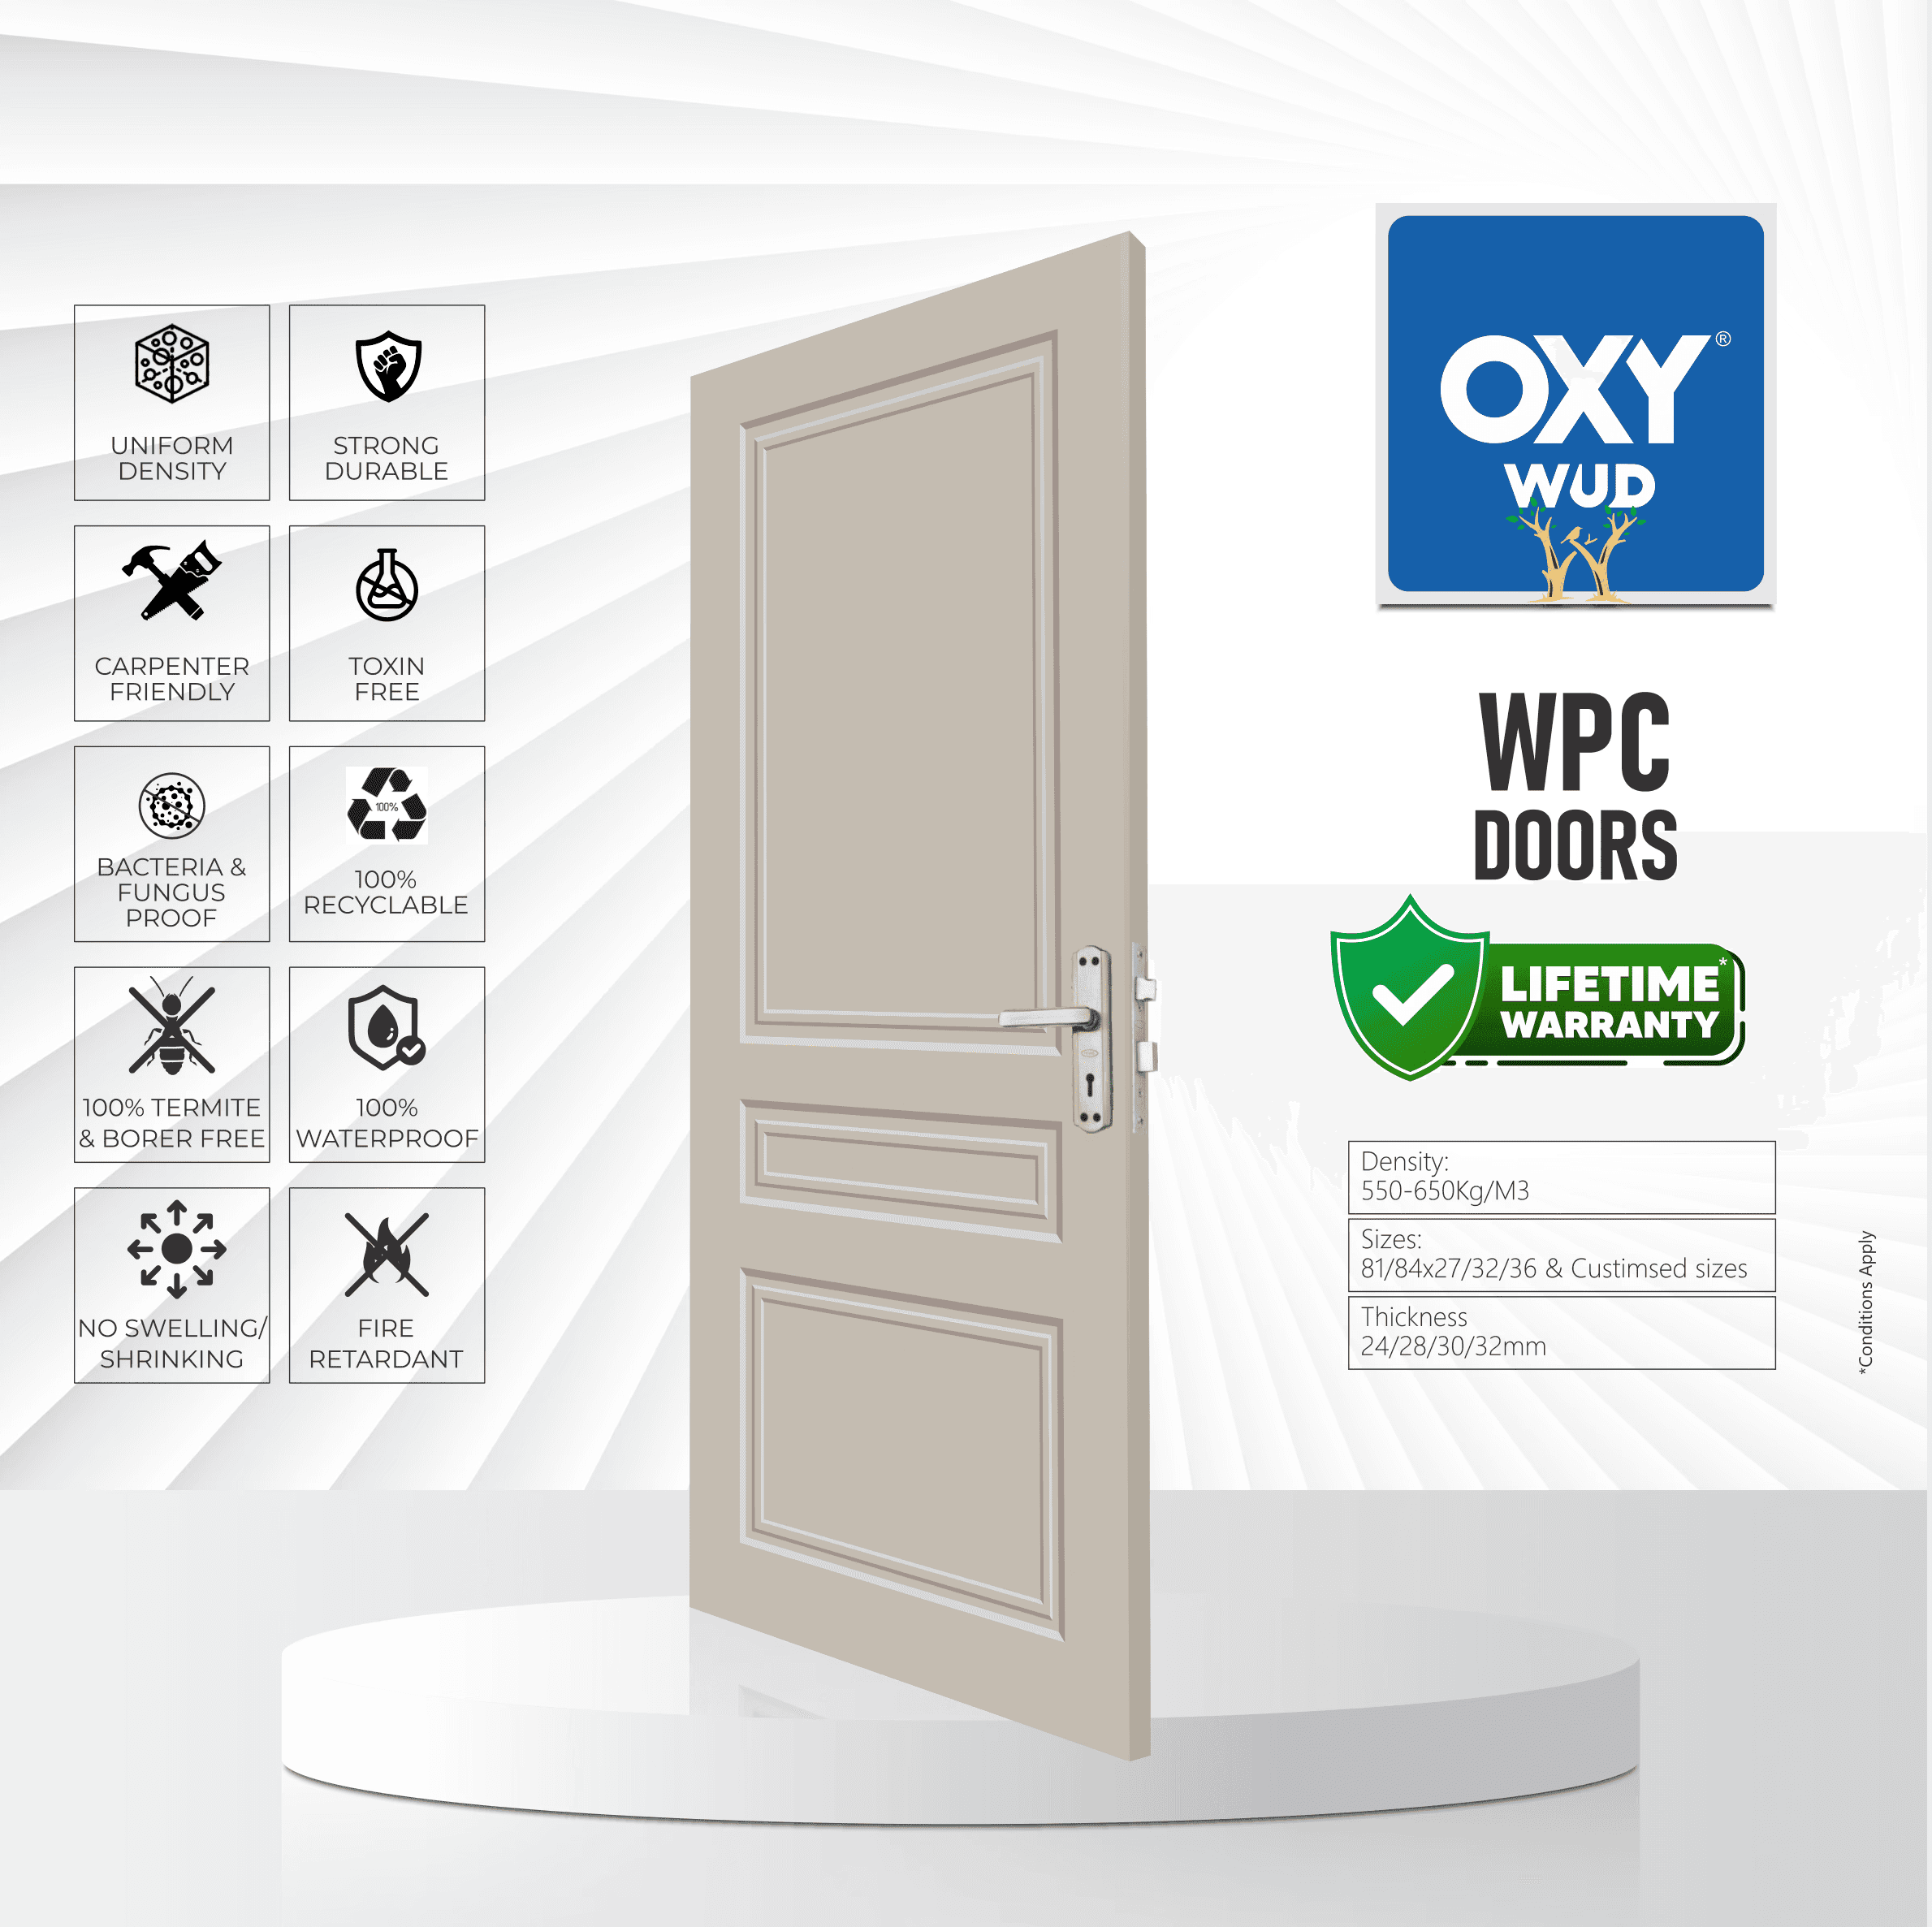 UNIFORM
DENSITY
STRONG
DURABLE
CARPENTER
FRIENDLY
TOXIN
FREE
BACTERIA &
FUNGUS
PROOF
100%
100%
RECYCLABLE
100% TERMITE
& BORER FREE
100%
WATERPROOF
NO SWELLING/
SHRINKING
FIRE
RETARDANT
OXY®
WUD
WPC
DOORS
LIFETIME*
WARRANTY
Density:
550-650Kg/M3
Sizes:
81/84x27/32/36 & Custimsed sizes
Thickness
24/28/30/32mm
*Conditions Apply